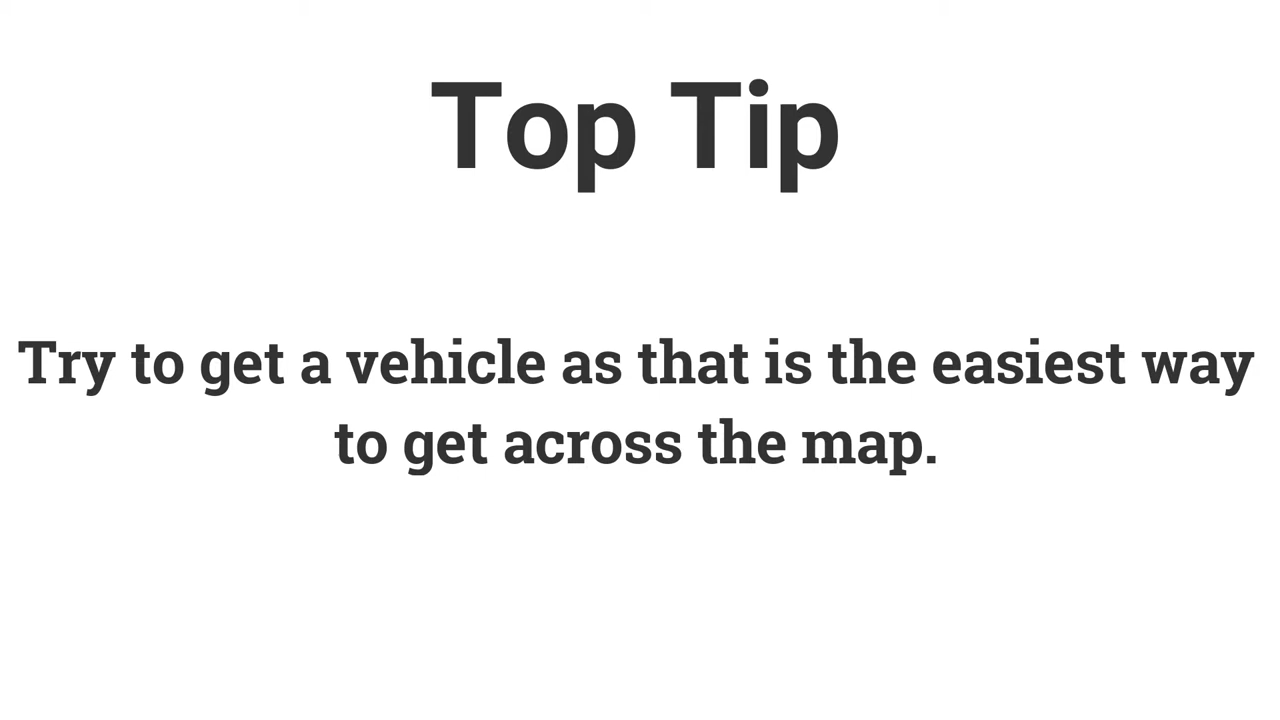 Top Tip
Try to get a vehicle as that is the easiest way
to get across the map.